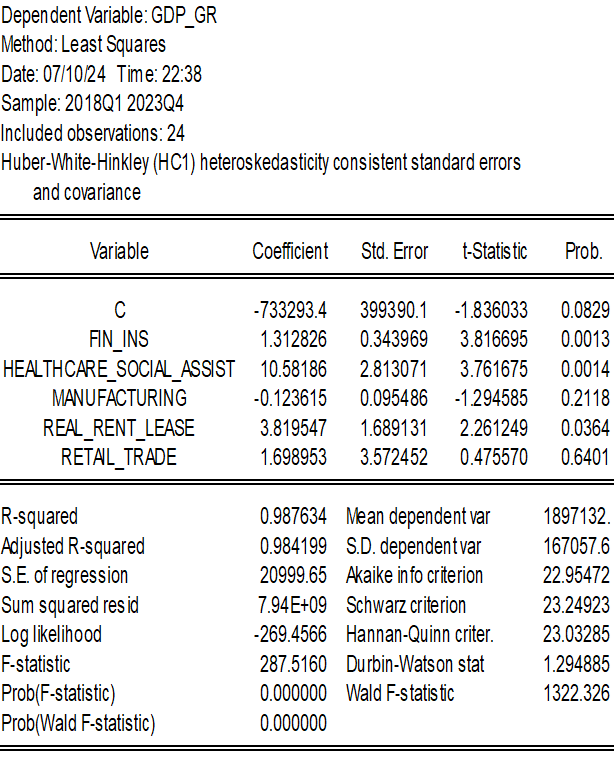 Dependent Variable: GDP_GR
Method: Least Squares
Date: 07/10/24 Time: 22:38
Sample: 2018Q1 2023Q4
Included observations: 24
Huber-White-Hinkley (HC1) heteroskedasticity consistent standard errors
and covariance
Variable Coefficient Std. Error t-Statistic Prob.
C -733293.4 399390.1 -1.836033 0.0829
FIN_INS 1.312826 0.343969 3.816695 0.0013
HEALTHCARE_SOCIAL_ASSIST 10.58186 2.813071 3.761675 0.0014
MANUFACTURING -0.123615 0.095486 -1.294585 0.2118
REAL_RENT_LEASE 3.819547 1.689131 2.261249 0.0364
RETAIL_TRADE 1.698953 3.572452 0.475570 0.6401
R-squared 0.987634 Mean dependent var 1897132.
Adjusted R-squared 0.984199 S.D. dependent var 167057.6
S.E. of regression 20999.65 Akaike info criterion 22.95472
Sum squared resid 7.94E+09 Schwarz criterion 23.24923
Log likelihood -269.4566 Hannan-Quinn criter. 23.03285
F-statistic 287.5160 Durbin-Watson stat 1.294885
Prob(F-statistic) 0.000000 Wald F-statistic 1322.326
Prob(Wald F-statistic) 0.000000